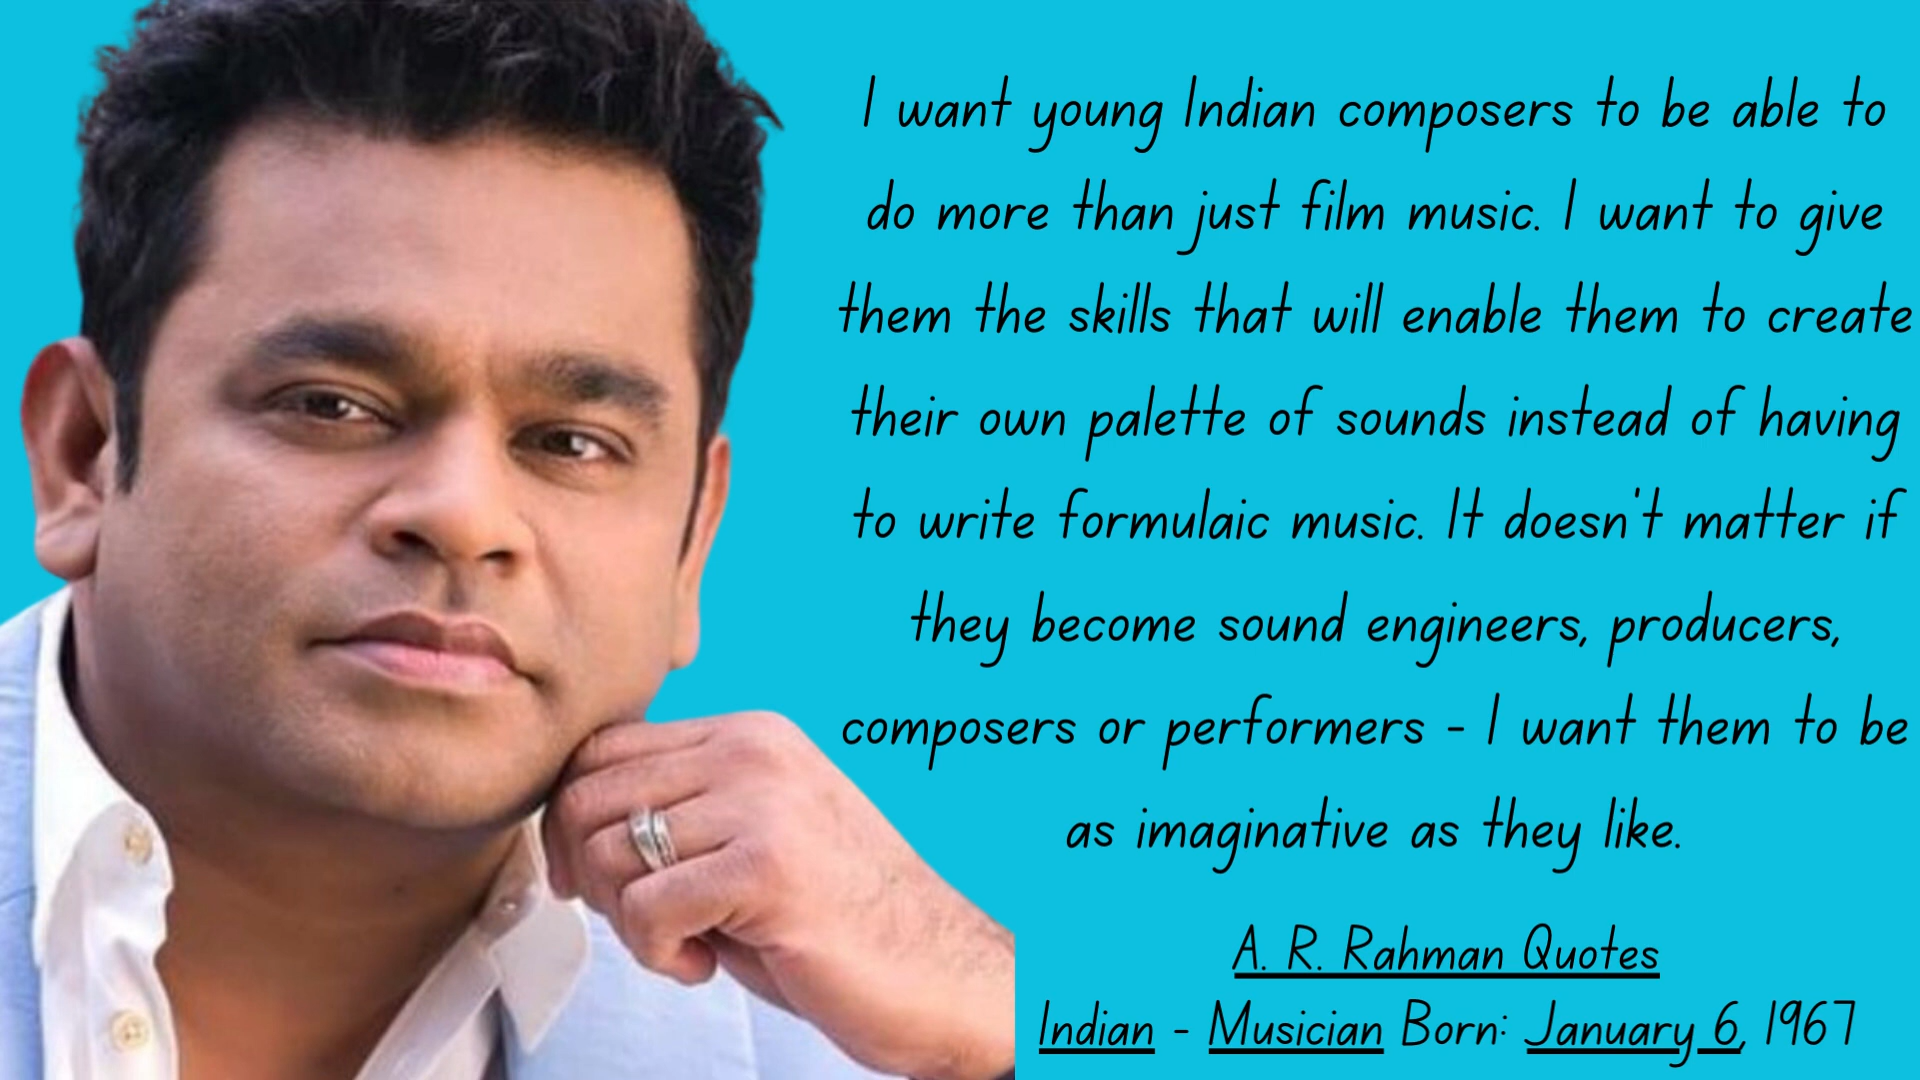 I want young Indian composers to be able to
do more than just film music. I want to give
them the skills that will enable them to create
their own palette of sounds instead of having
to write formulaic music. It doesn't matter if
they become sound engineers, producers,
composers or performers - I want them to be
as imaginative as they like.
A. R. Rahman Quotes
Indian - Musician Born: January 6, 1967